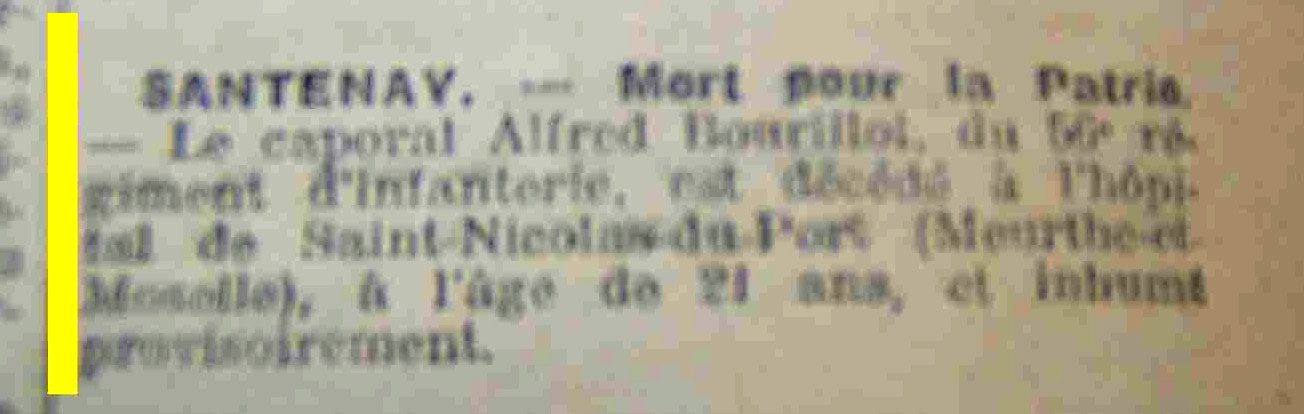 SANTENAY. — Mort pour la Patrie.
— Le caporal Alfred Bourillot, du 56e ré-
giment d'infanterie, est décédé à l'hôpi-
tal de Saint-Nicolas-du-Port (Meurthe-et-
Moselle), à l'âge de 21 ans, et inhumé
provisoirement.